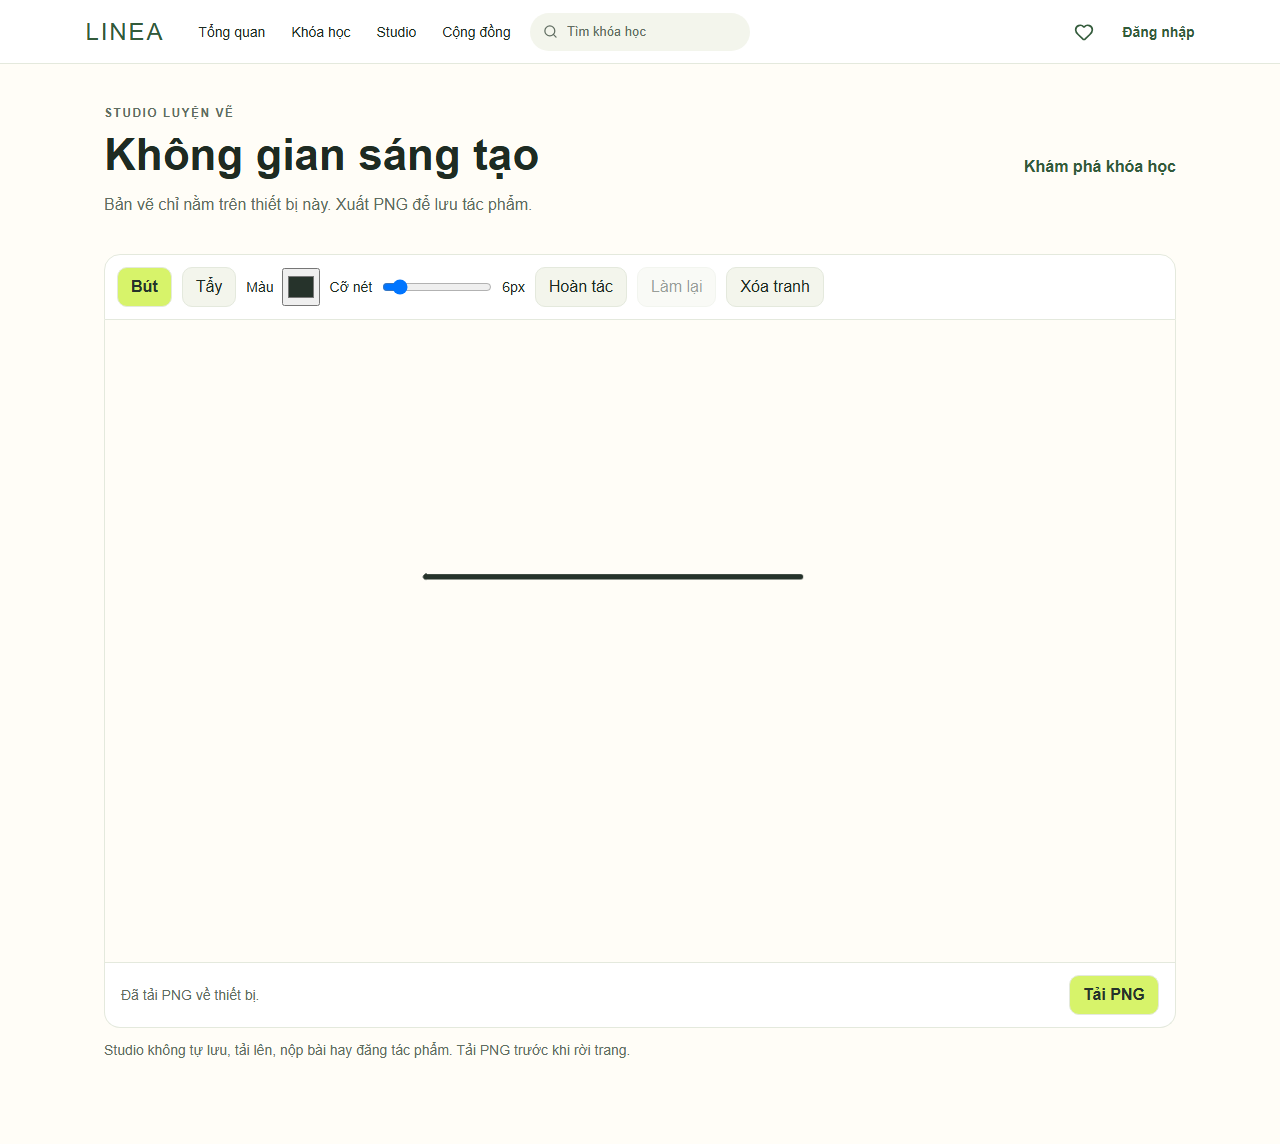 LINEA
Tổng quan
Khóa học
Studio
Cộng đồng
Tìm khóa học
Đăng nhập
STUDIO LUYỆN VẼ
Không gian sáng tạo
Khám phá khóa học
Bản vẽ chỉ nằm trên thiết bị này. Xuất PNG để lưu tác phẩm.
Bút
Tẩy
Màu
Cỡ nét
6px
Hoàn tác
Làm lại
Xóa tranh
Đã tải PNG về thiết bị.
Tải PNG
Studio không tự lưu, tải lên, nộp bài hay đăng tác phẩm. Tải PNG trước khi rời trang.